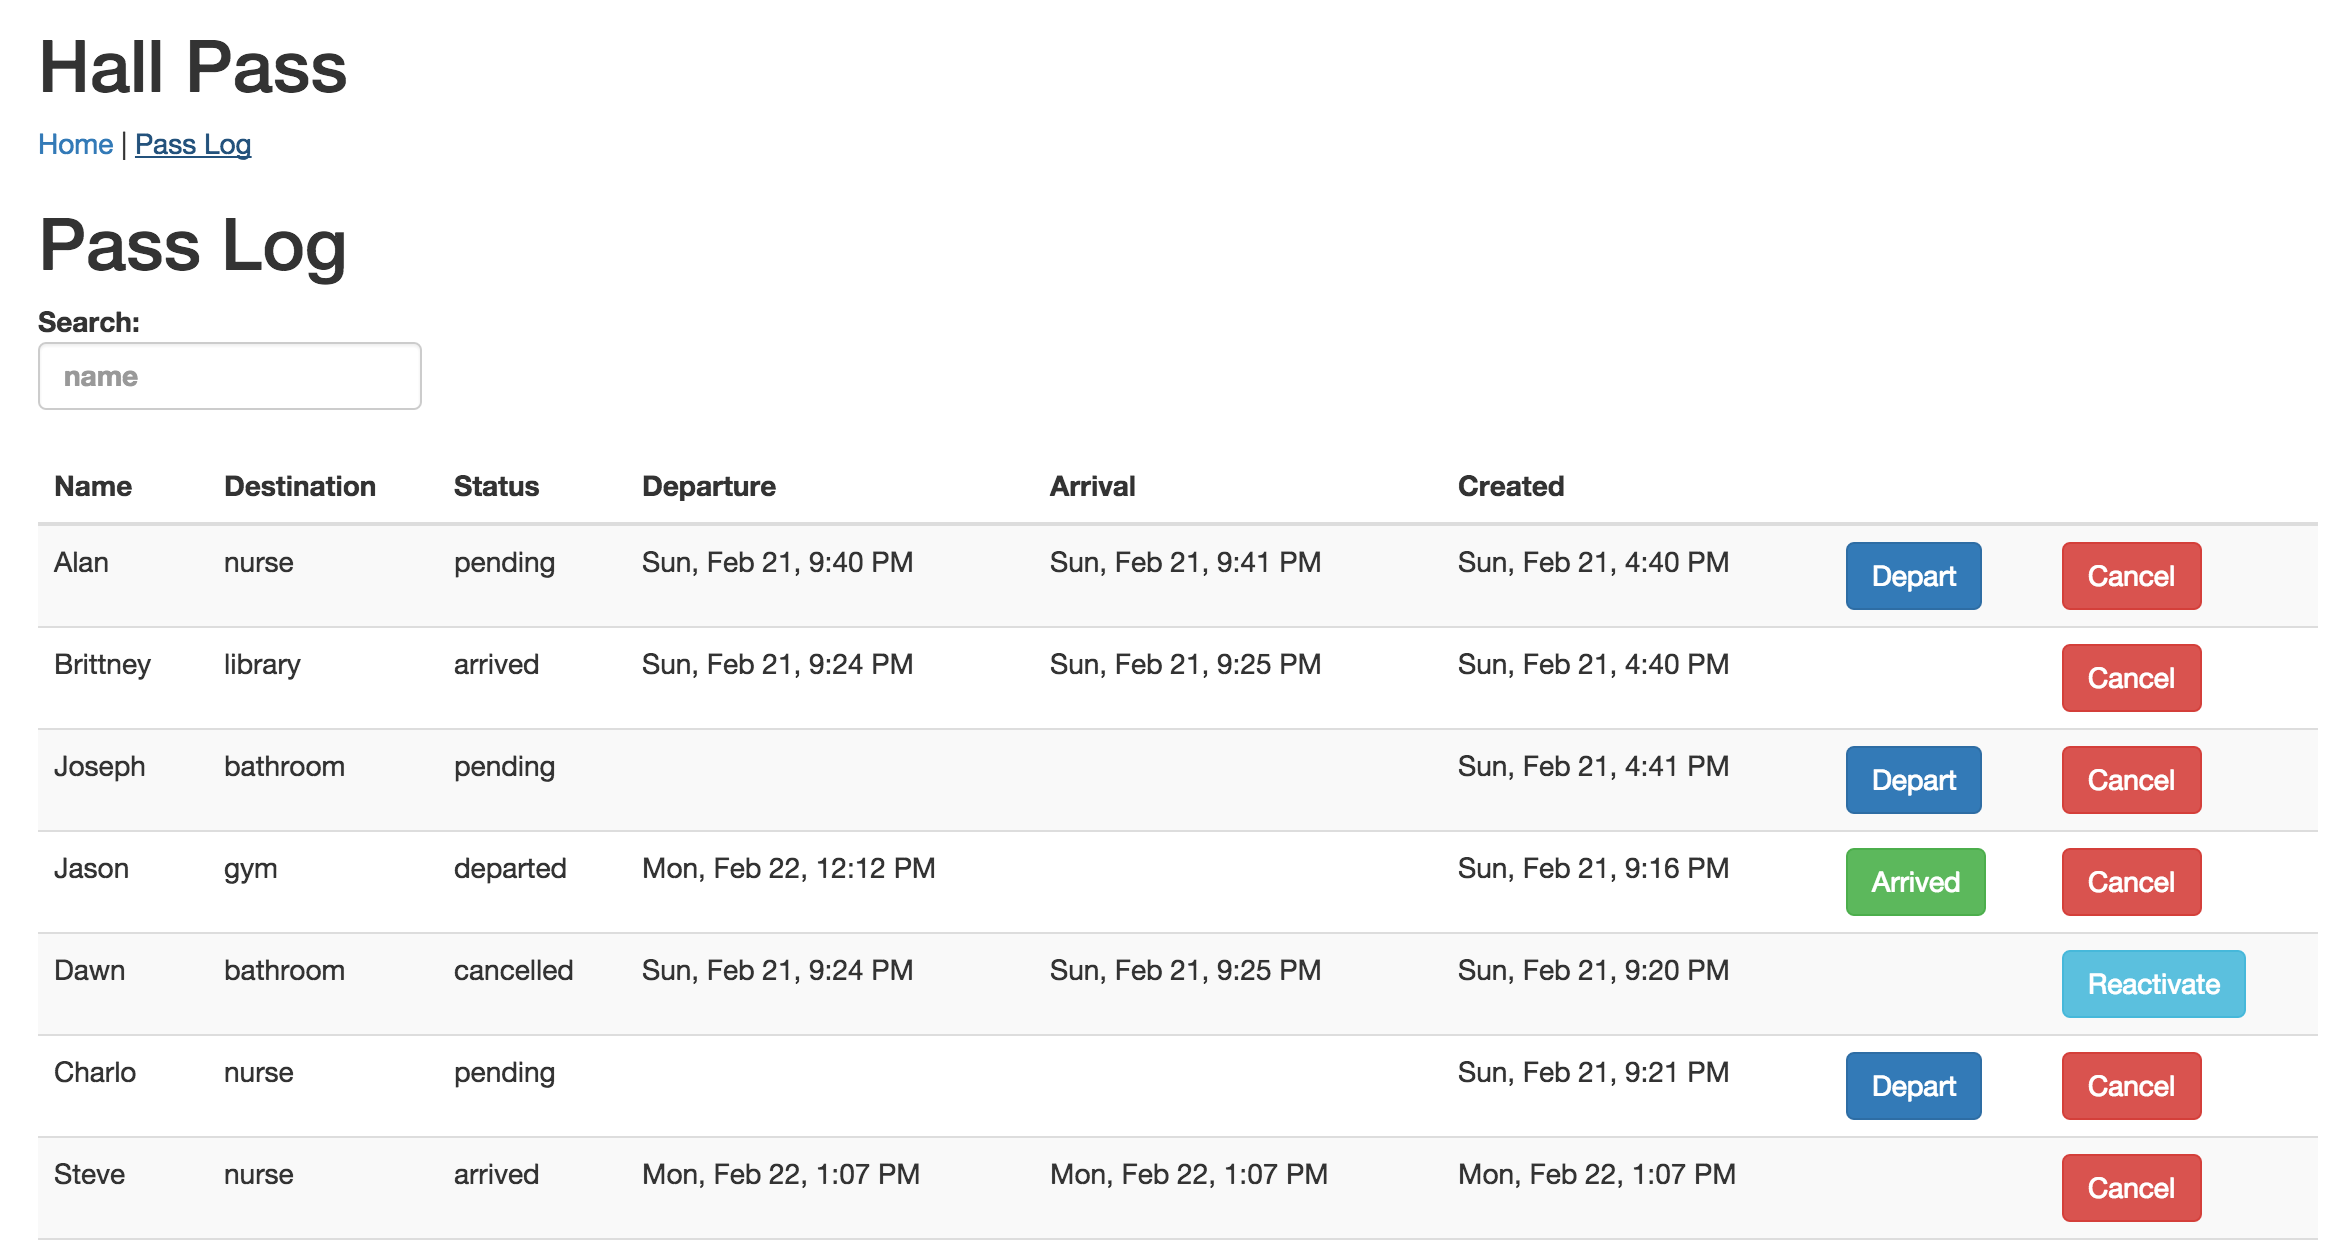 Hall Pass
Home | Pass Log
Pass Log
Search:
name
Name Destination Status Departure Arrival Created
Alan nurse pending Sun, Feb 21, 9:40 PM Sun, Feb 21, 9:41 PM Sun, Feb 21, 4:40 PM Depart Cancel
Brittney library arrived Sun, Feb 21, 9:24 PM Sun, Feb 21, 9:25 PM Sun, Feb 21, 4:40 PM Cancel
Joseph bathroom pending Sun, Feb 21, 4:41 PM Depart Cancel
Jason gym departed Mon, Feb 22, 12:12 PM Sun, Feb 21, 9:16 PM Arrived Cancel
Dawn bathroom cancelled Sun, Feb 21, 9:24 PM Sun, Feb 21, 9:25 PM Sun, Feb 21, 9:20 PM Reactivate
Charlo nurse pending Sun, Feb 21, 9:21 PM Depart Cancel
Steve nurse arrived Mon, Feb 22, 1:07 PM Mon, Feb 22, 1:07 PM Mon, Feb 22, 1:07 PM Cancel